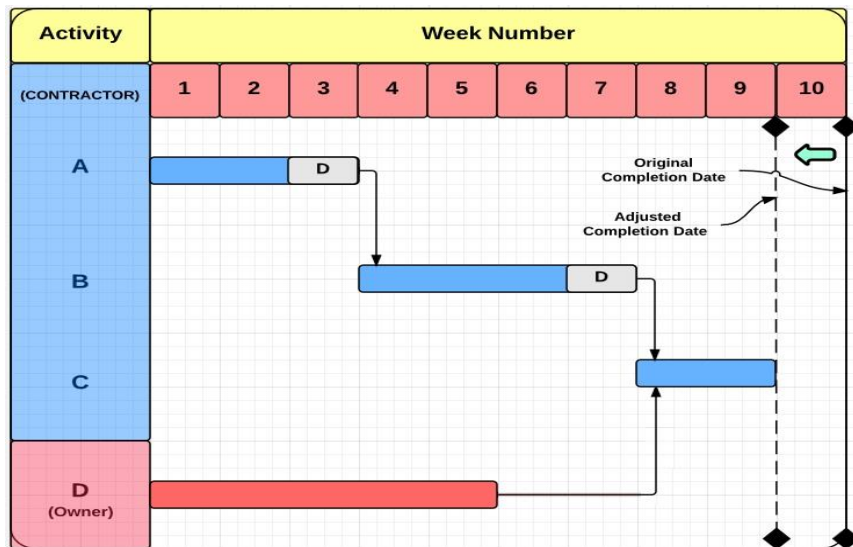 Activity
Week Number
(CONTRACTOR)
1 2 3 4 5 6 7 8 9 10
A
D
Original
Completion Date
Adjusted
Completion Date
B
D
C
D
(Owner)